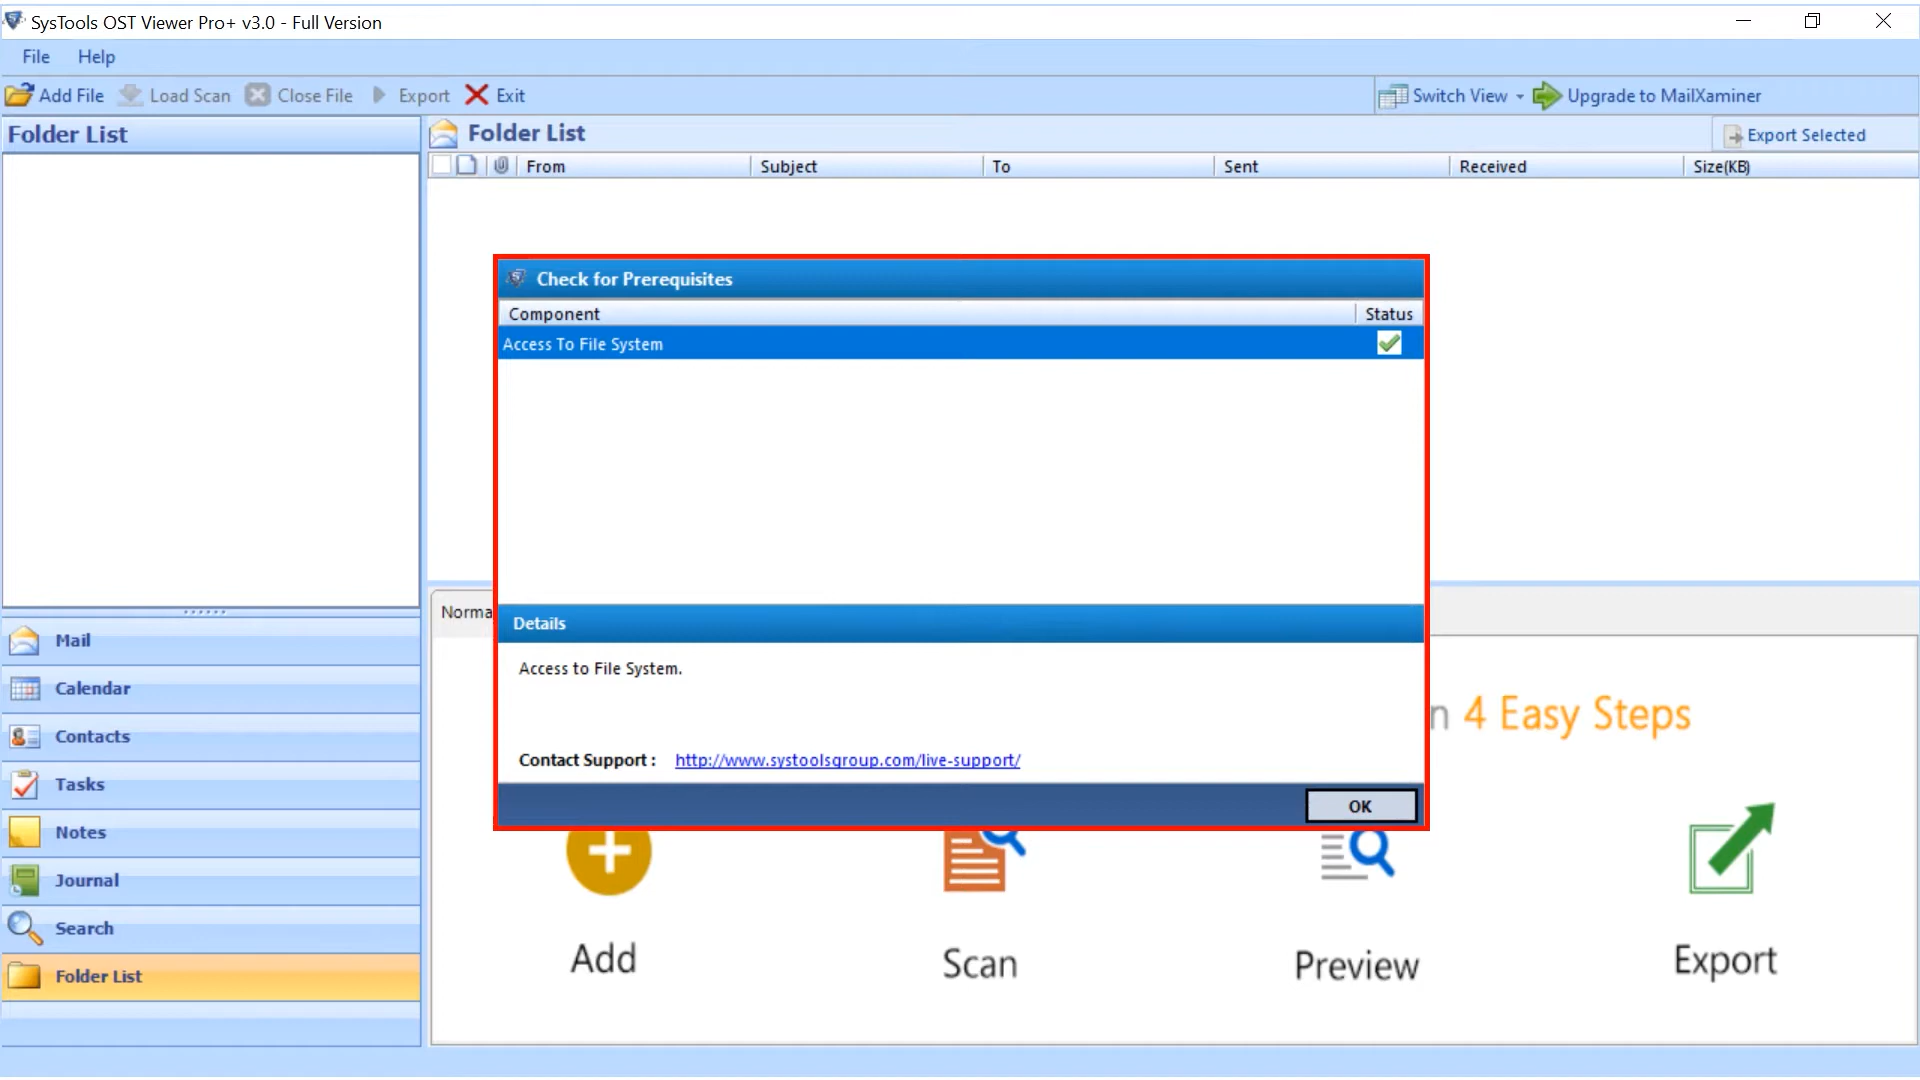 SysTools OST Viewer Pro+ v3.0 - Full Version
File Help
Add File Load Scan Close File Export Exit Switch View Upgrade to MailXaminer
Folder List
Folder List
Export Selected
From Subject To Sent Received Size(KB)
Check for Prerequisites
Component Status
Access To File System
Norma
Details
Access to File System.
n 4 Easy Steps
Contact Support : http://www.systoolsgroup.com/live-support/
OK
Mail
Calendar
Contacts
Tasks
Notes
Journal
Search
Folder List
Add Scan Preview Export